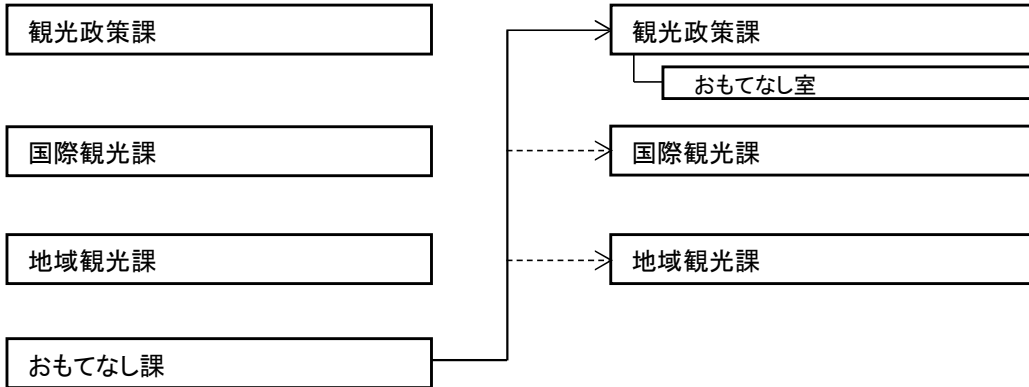 観光政策課
国際観光課
地域観光課
おもてなし課
観光政策課
おもてなし室
国際観光課
地域観光課